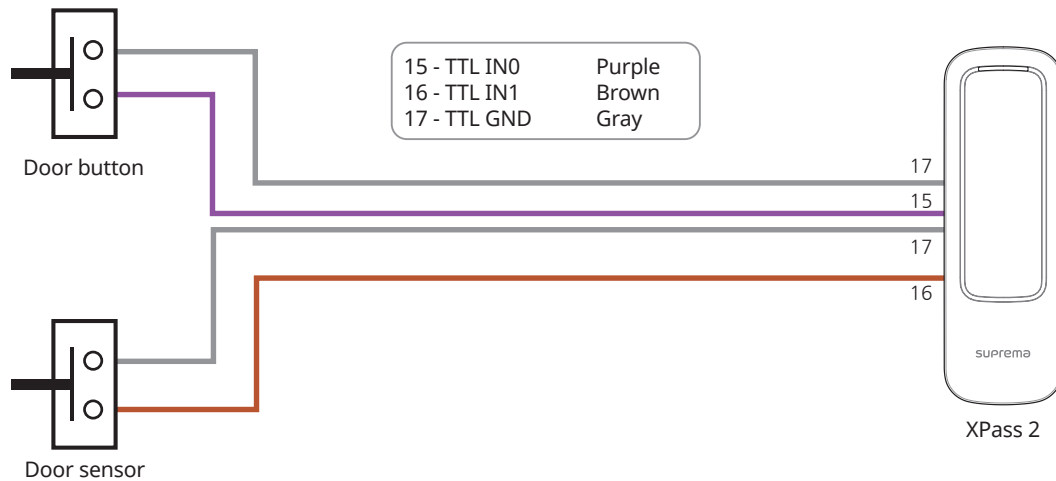 15 - TTL IN0 Purple
16 - TTL IN1 Brown
17 - TTL GND Gray
Door button
17
15
17
16
suprema
XPass 2
Door sensor